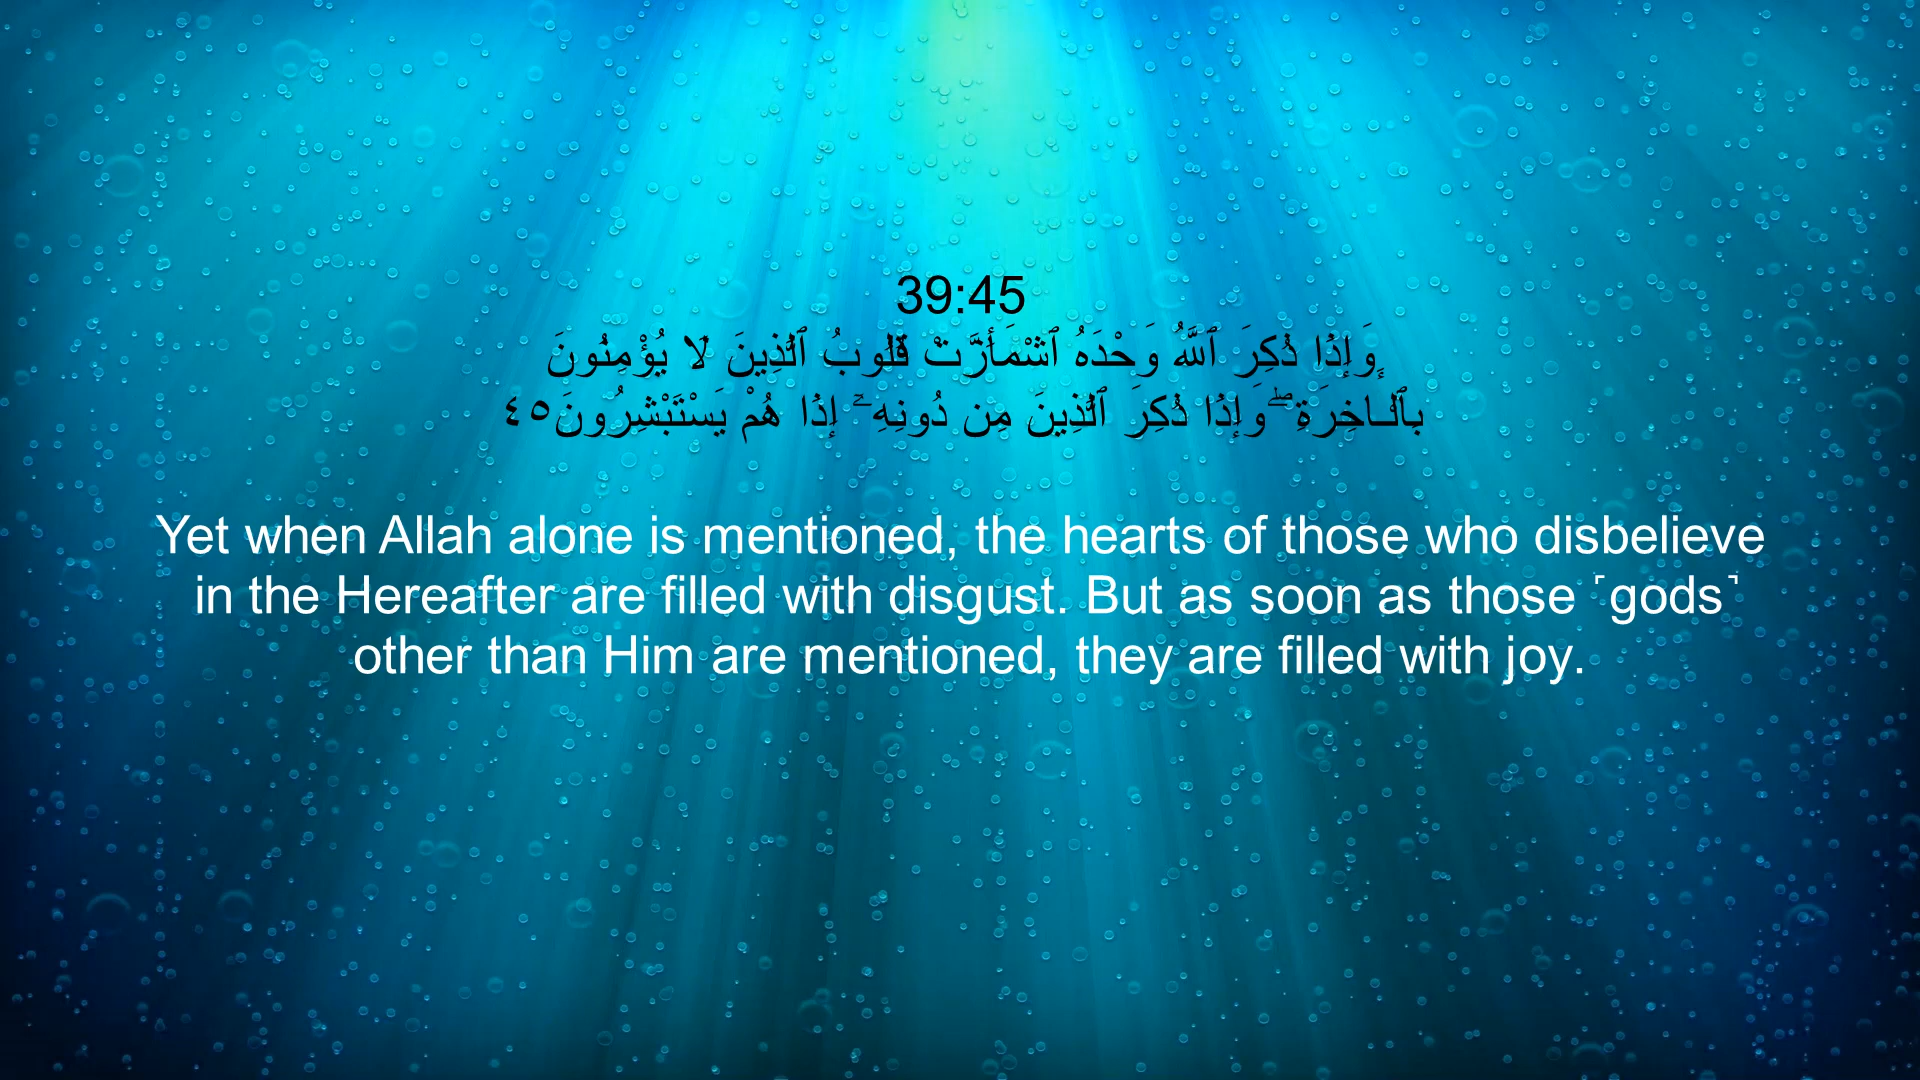 39:45
وَإِذَا ذُكِرَ ٱللَّهُ وَحْدَهُ ٱشْمَأَزَّتْ قُلُوبُ ٱلَّذِينَ لَا يُؤْمِنُونَ
بِٱلْـَٔاخِرَةِ ۖ وَإِذَا ذُكِرَ ٱلَّذِينَ مِن دُونِهِۦٓ إِذَا هُمْ يَسْتَبْشِرُونَ ٤٥
Yet when Allah alone is mentioned, the hearts of those who disbelieve
in the Hereafter are filled with disgust. But as soon as those ˹gods˺
other than Him are mentioned, they are filled with joy.